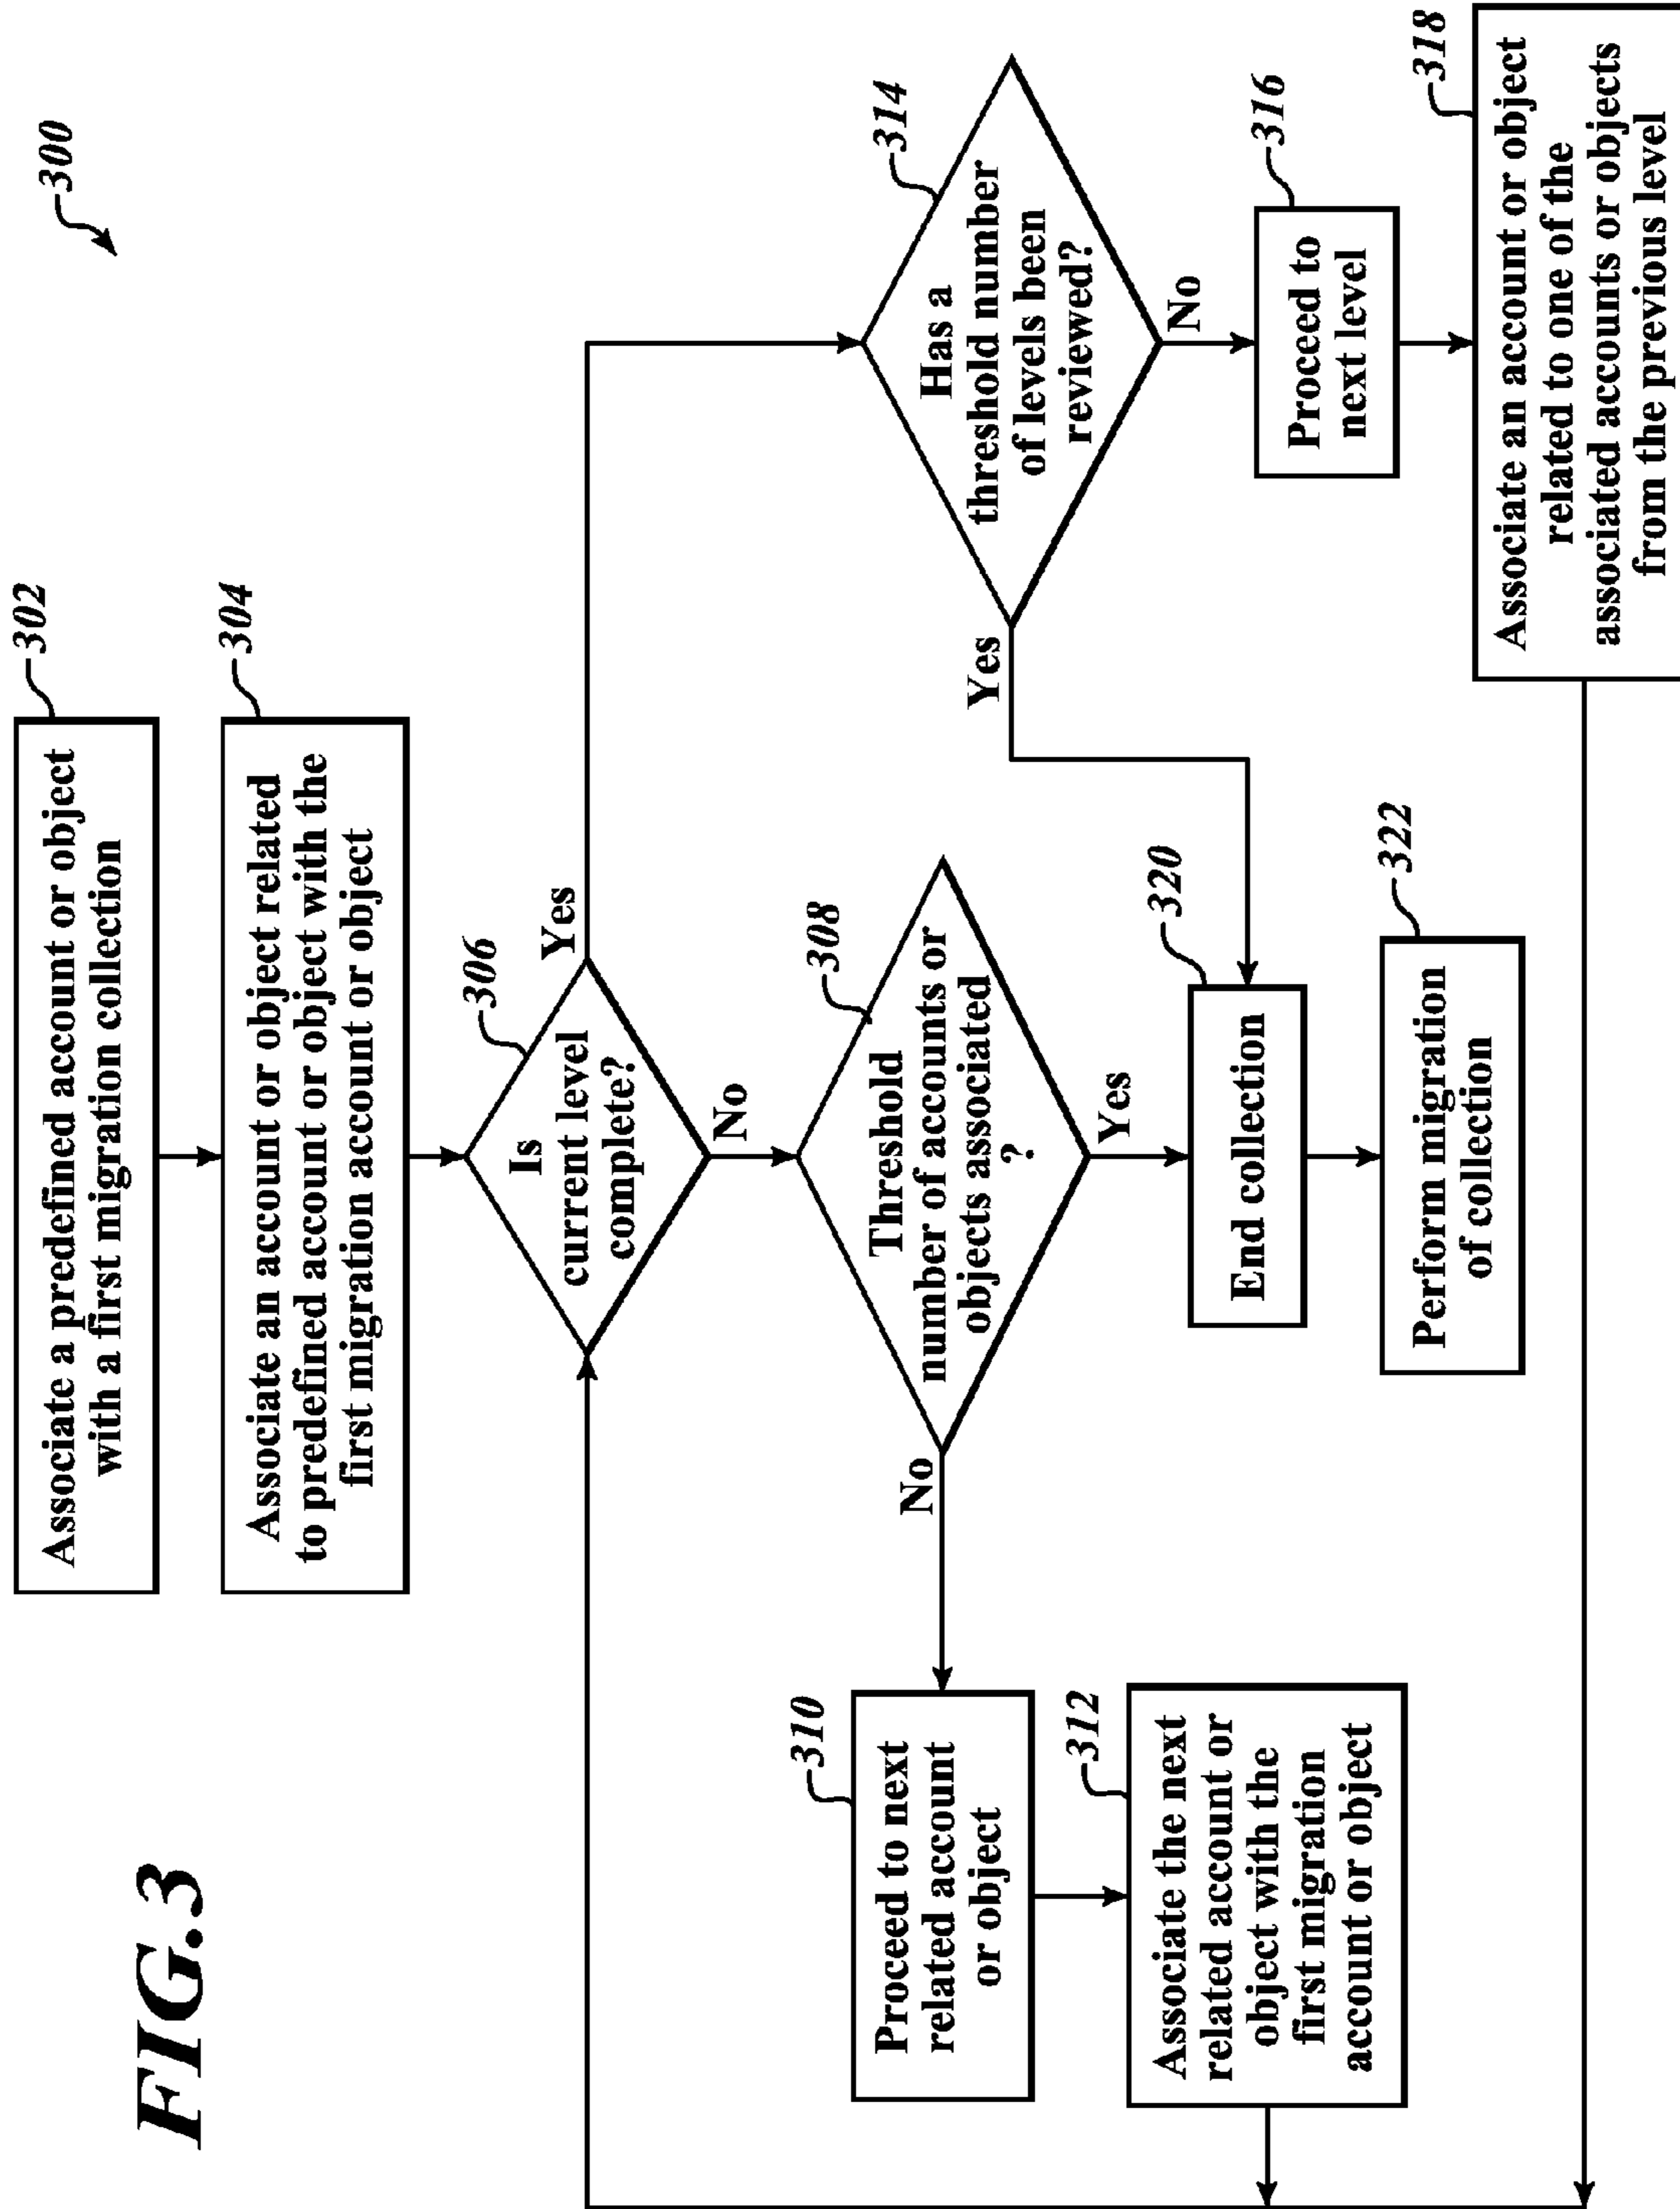 FIG.3
300
302
Associate a predefined account or object
with a first migration collection
304
Associate an account or object related
to predefined account or object with the
first migration account or object
306
Is
current level
complete?
Yes
No
308
Threshold
number of accounts or
objects associated
?
No
Yes
310
Proceed to next
related account
or object
312
Associate the next
related account or
object with the
first migration
account or object
314
Has a
threshold number
of levels been
reviewed?
Yes
No
316
Proceed to
next level
318
Associate an account or object
related to one of the
associated accounts or objects
from the previous level
320
End collection
322
Perform migration
of collection